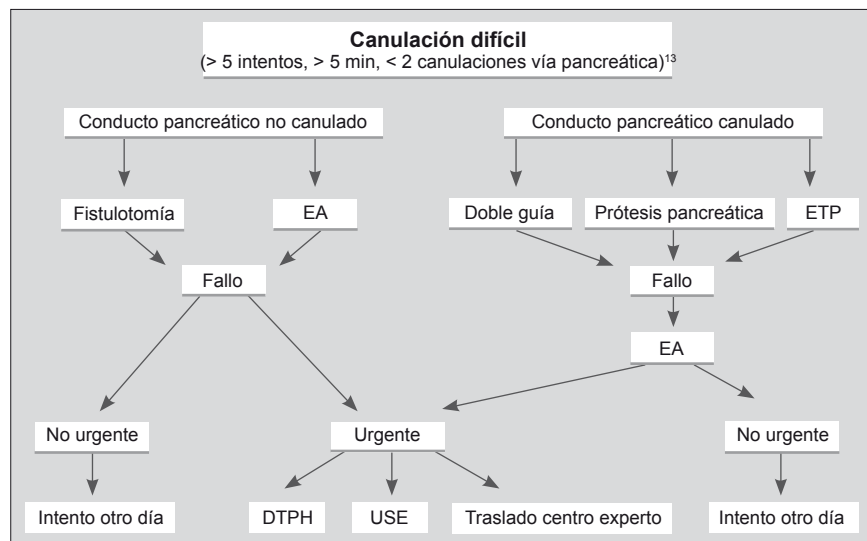 Canulación difícil
(> 5 intentos, > 5 min, < 2 canulaciones vía pancreática)¹³
Conducto pancreático no canulado
Conducto pancreático canulado
Fistulotomía
EA
Doble guía
Prótesis pancreática
ETP
Fallo
Fallo
EA
No urgente
Urgente
No urgente
Intento otro día
DTPH
USE
Traslado centro experto
Intento otro día